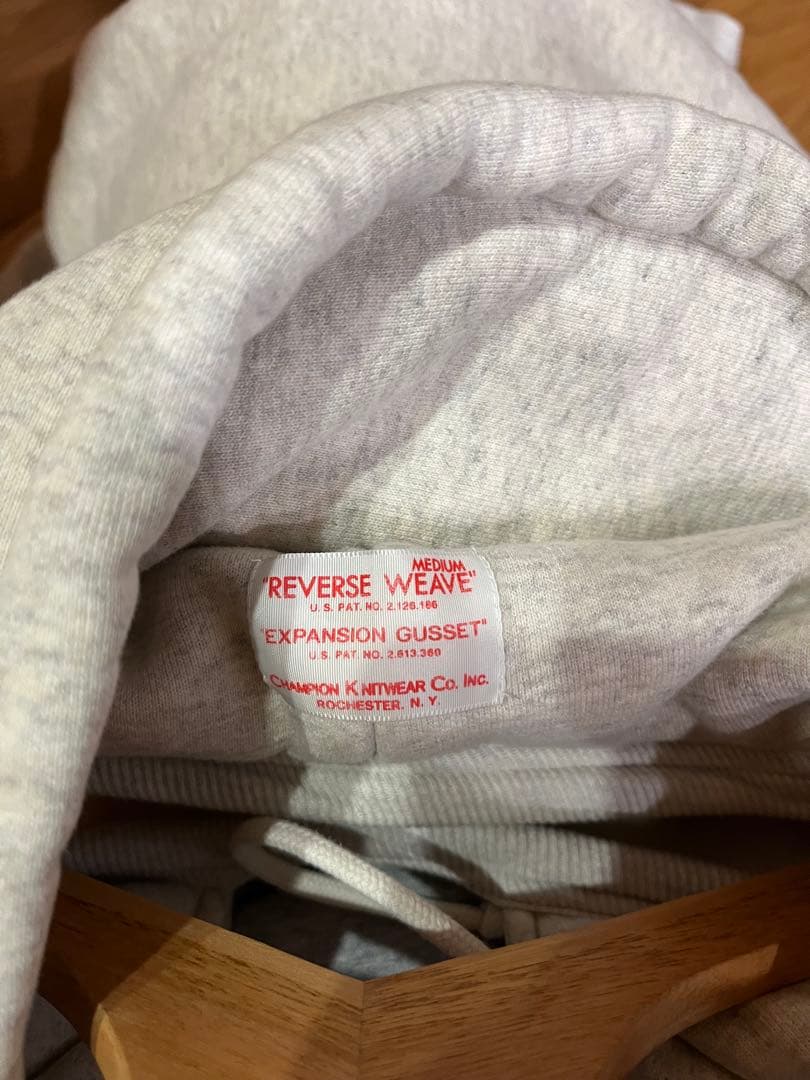 MEDIUM
"REVERSE WEAVE"
U.S. PAT. NO. 2.126.186
"EXPANSION GUSSET"
U.S. PAT. NO. 2.613.360
CHAMPION KNITWEAR CO. INC.
ROCHESTER. N. Y.